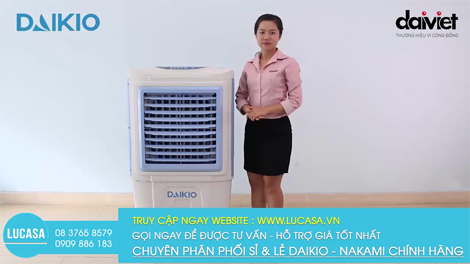 DAIKIO
daiviet
THƯƠNG HIỆU VÌ CỘNG ĐỒNG
DAIKIO
LUCASA
08 3765 8579
0909 886 183
TRUY CẬP NGAY WEBSITE : WWW.LUCASA.VN
GỌI NGAY ĐỂ ĐƯỢC TƯ VẤN - HỖ TRỢ GIÁ TỐT NHẤT
CHUYÊN PHÂN PHỐI SỈ & LẺ DAIKIO - NAKAMI CHÍNH HÃNG